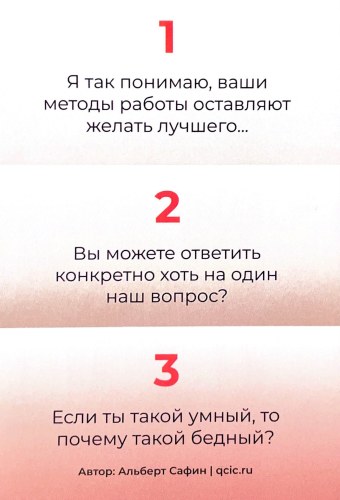 1
Я так понимаю, ваши
методы работы оставляют
желать лучшего...
2
Вы можете ответить
конкретно хоть на один
наш вопрос?
3
Если ты такой умный, то
почему такой бедный?
Автор: Альберт Сафин | qcic.ru